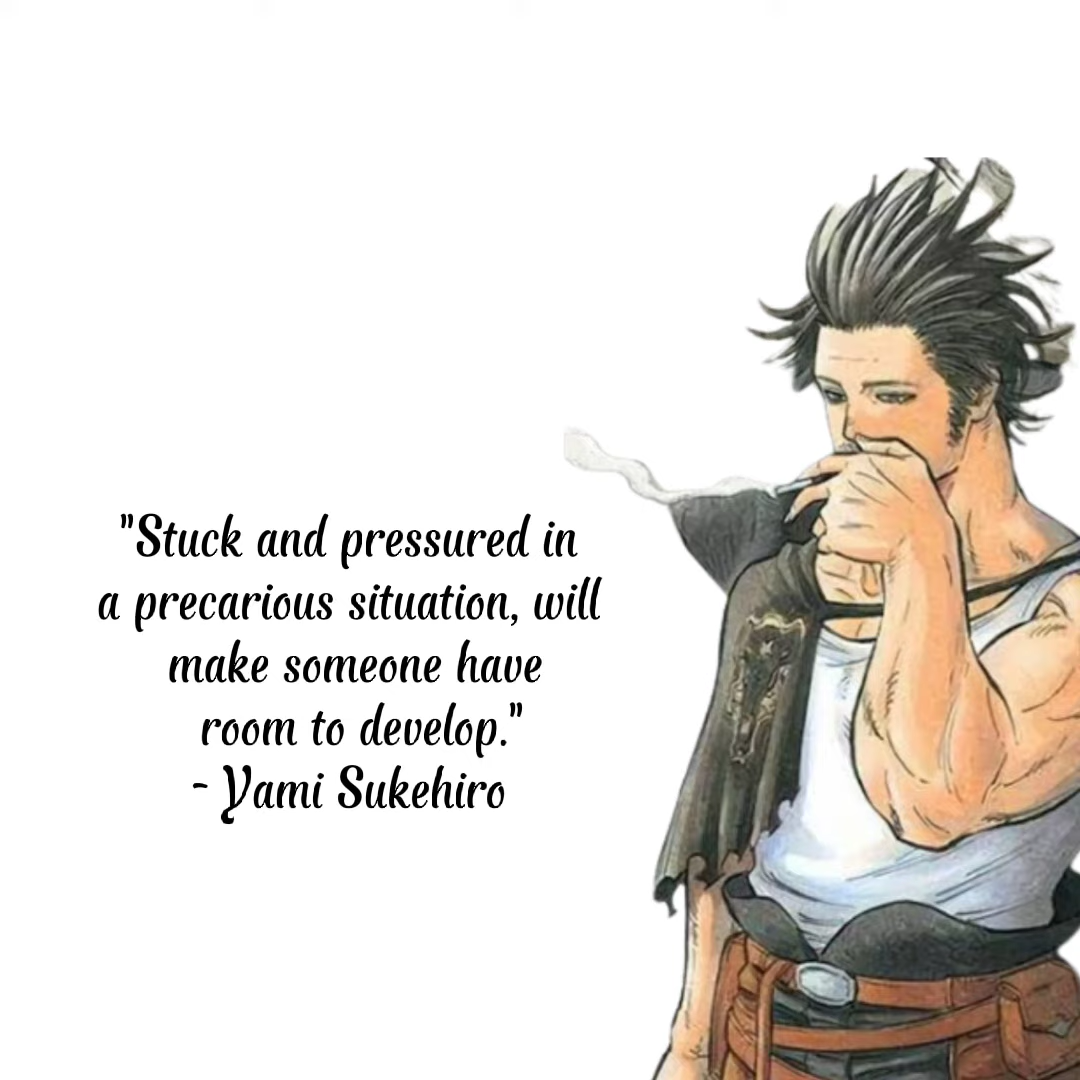 "Stuck and pressured in
a precarious situation, will
make someone have
room to develop."
- Yami Sukehiro